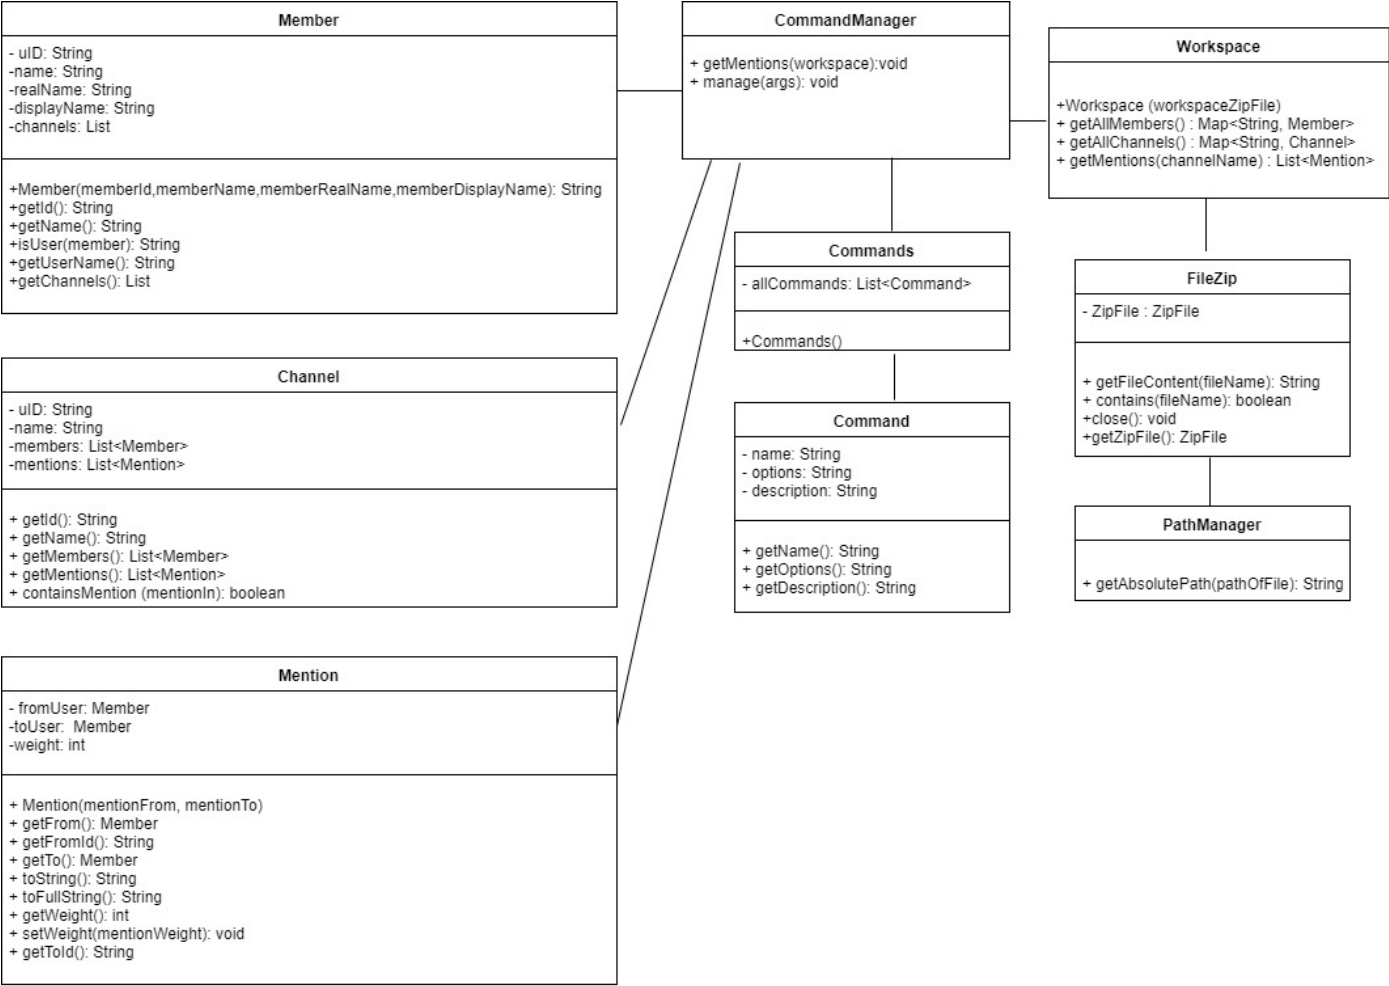 Member
- uID: String
-name: String
-realName: String
-displayName: String
-channels: List
+Member(memberId,memberName,memberRealName,memberDisplayName): String
+getId(): String
+getName(): String
+isUser(member): String
+getUserName(): String
+getChannels(): List
Channel
- uID: String
-name: String
-members: List<Member>
-mentions: List<Mention>
+ getId(): String
+ getName(): String
+ getMembers(): List<Member>
+ getMentions(): List<Mention>
+ containsMention (mentionIn): boolean
Mention
- fromUser: Member
-toUser:  Member
-weight: int
+ Mention(mentionFrom, mentionTo)
+ getFrom(): Member
+ getFromId(): String
+ getTo(): Member
+ toString(): String
+ toFullString(): String
+ getWeight(): int
+ setWeight(mentionWeight): void
+ getToId(): String
CommandManager
+ getMentions(workspace):void
+ manage(args): void
Commands
- allCommands: List<Command>
+Commands()
Command
- name: String
- options: String
- description: String
+ getName(): String
+ getOptions(): String
+ getDescription(): String
Workspace
+Workspace (workspaceZipFile)
+ getAllMembers() : Map<String, Member>
+ getAllChannels() : Map<String, Channel>
+ getMentions(channelName) : List<Mention>
FileZip
- ZipFile : ZipFile
+ getFileContent(fileName): String
+ contains(fileName): boolean
+close(): void
+getZipFile(): ZipFile
PathManager
+ getAbsolutePath(pathOfFile): String